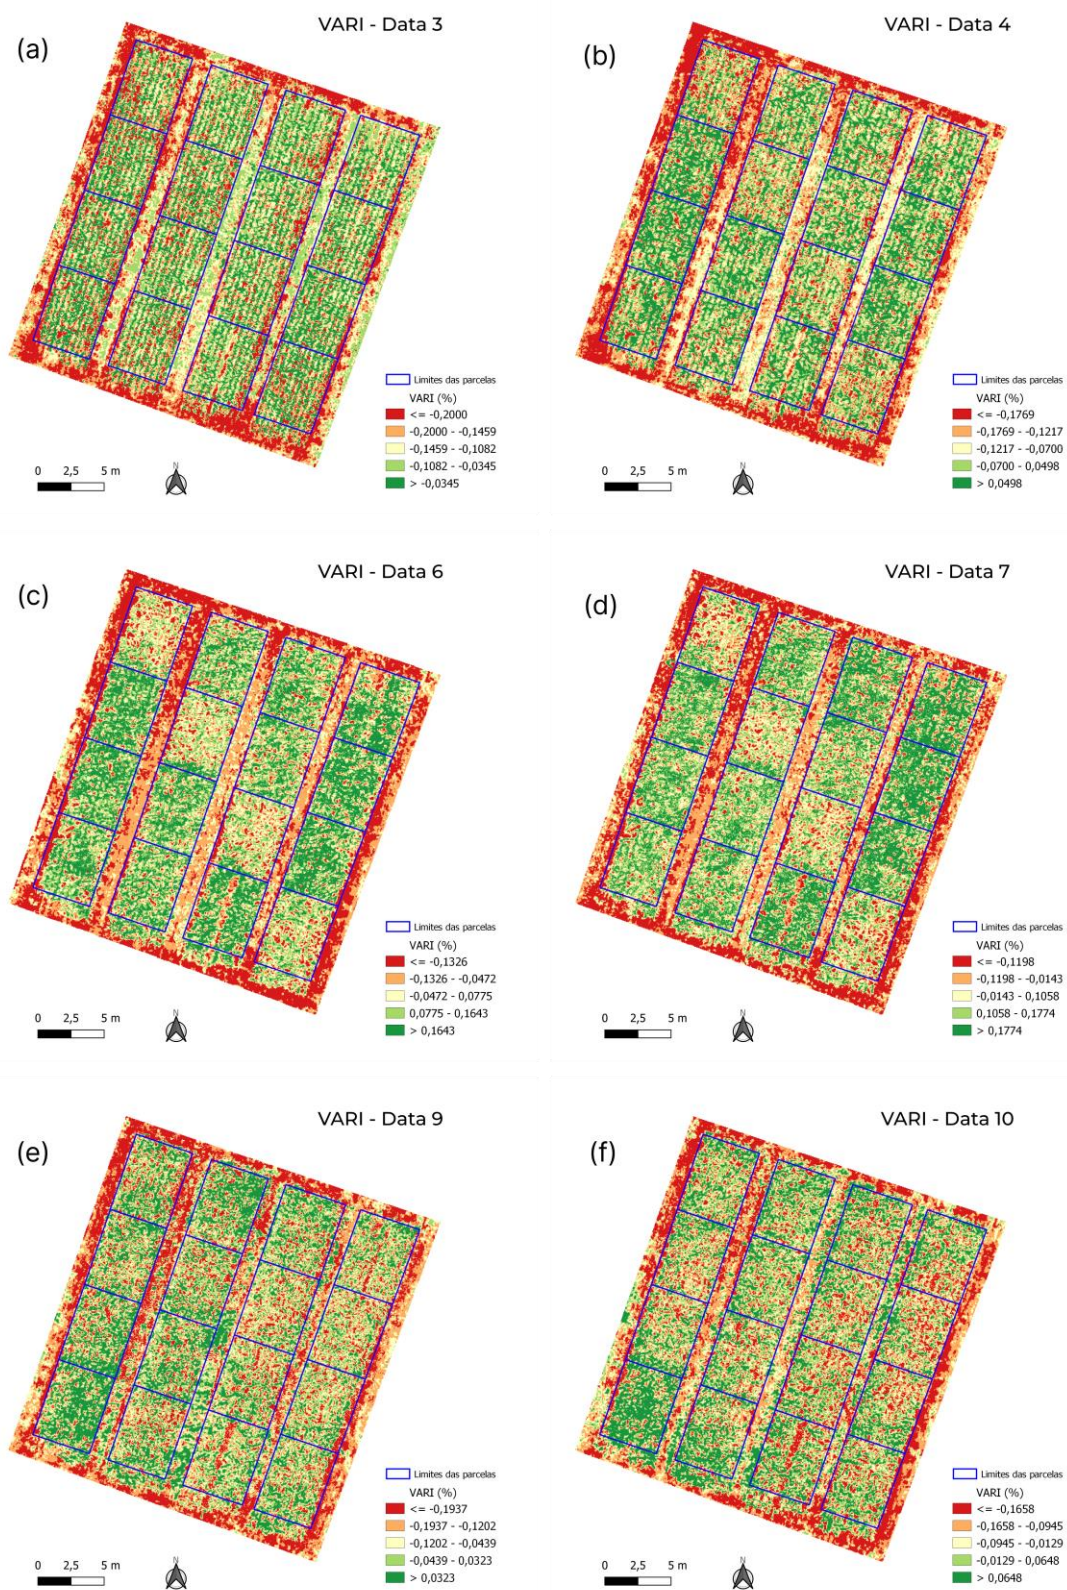 VARI - Data 3
(a)
Limites das parcelas
VARI (%)
<= -0,2000
-0,2000 - -0,1459
-0,1459 - -0,1082
-0,1082 - -0,0345
> -0,0345
0 2,5 5 m
N
VARI - Data 4
(b)
Limites das parcelas
VARI (%)
<= -0,1769
-0,1769 - -0,1217
-0,1217 - -0,0700
-0,0700 - 0,0498
> 0,0498
0 2,5 5 m
N
VARI - Data 6
(c)
Limites das parcelas
VARI (%)
<= -0,1326
-0,1326 - -0,0472
-0,0472 - 0,0775
0,0775 - 0,1643
> 0,1643
0 2,5 5 m
N
VARI - Data 7
(d)
Limites das parcelas
VARI (%)
<= -0,1198
-0,1198 - -0,0143
-0,0143 - 0,1058
0,1058 - 0,1774
> 0,1774
0 2,5 5 m
N
VARI - Data 9
(e)
Limites das parcelas
VARI (%)
<= -0,1937
-0,1937 - -0,1202
-0,1202 - -0,0439
-0,0439 - 0,0323
> 0,0323
0 2,5 5 m
N
VARI - Data 10
(f)
Limites das parcelas
VARI (%)
<= -0,1658
-0,1658 - -0,0945
-0,0945 - -0,0129
-0,0129 - 0,0648
> 0,0648
0 2,5 5 m
N